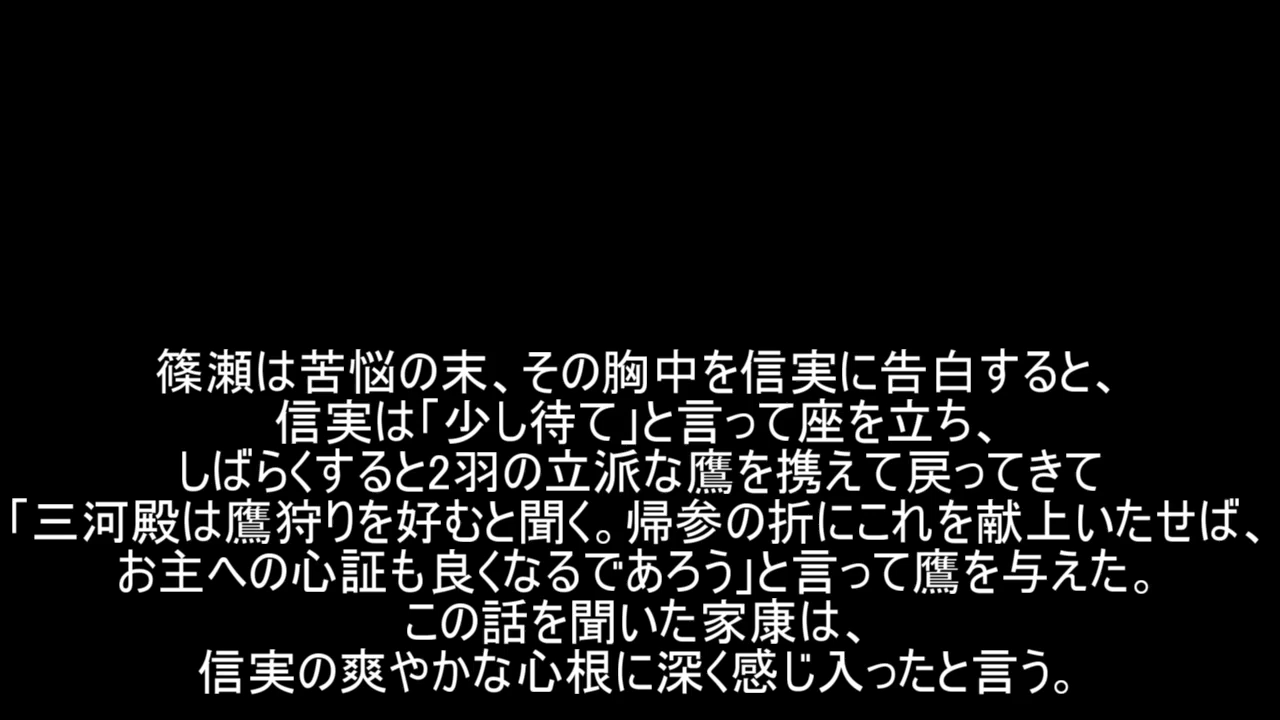 篠瀬は苦悩の末、その胸中を信実に告白すると、
信実は「少し待て」と言って座を立ち、
しばらくすると2羽の立派な鷹を携えて戻ってきて
「三河殿は鷹狩りを好むと聞く。帰参の折にこれを献上いたせば、
お主への心証も良くなるであろう」と言って鷹を与えた。
この話を聞いた家康は、
信実の爽やかな心根に深く感じ入ったと言う。